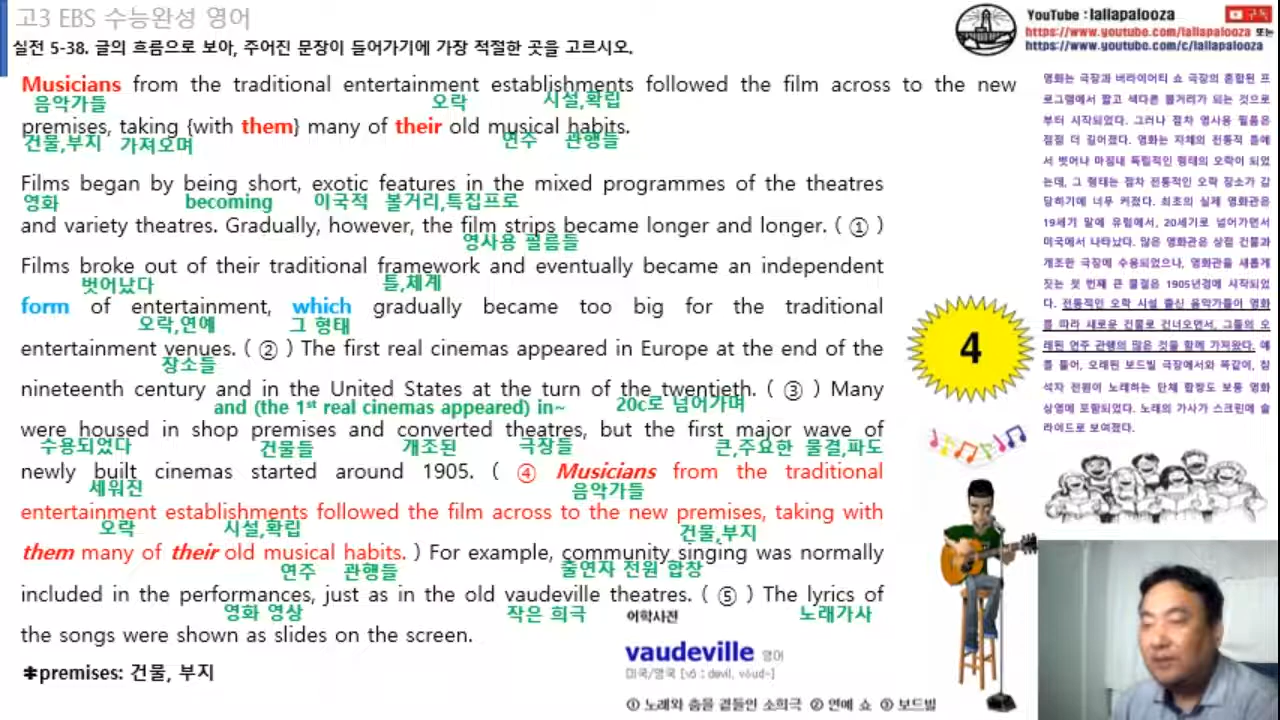 고3 EBS 수능완성 영어
실전 5-38. 글의 흐름으로 보아, 주어진 문장이 들어가기에 가장 적절한 곳을 고르시오.
YouTube : lallapalooza
구독
https://www.youtube.com/lallapalooza 또는
https://www.youtube.com/c/lallapalooza
Musicians from the traditional entertainment establishments followed the film across to the new
음악가들 오락 시설,확립
premises, taking {with them} many of their old musical habits.
건물,부지 가져오며 연주 관행들
Films began by being short, exotic features in the mixed programmes of the theatres
영화 becoming 이국적 볼거리,특집프로
and variety theatres. Gradually, however, the film strips became longer and longer. ( ① )
영사용 필름들
Films broke out of their traditional framework and eventually became an independent
벗어났다 틀,체계
form of entertainment, which gradually became too big for the traditional
오락,연예 그 형태
entertainment venues. ( ② ) The first real cinemas appeared in Europe at the end of the
장소들
nineteenth century and in the United States at the turn of the twentieth. ( ③ ) Many
and (the 1st real cinemas appeared) in~ 20c로 넘어가며
were housed in shop premises and converted theatres, but the first major wave of
수용되었다 건물들 개조된 극장들 큰,주요한 물결,파도
newly built cinemas started around 1905. ( ④ Musicians from the traditional
세워진 음악가들
entertainment establishments followed the film across to the new premises, taking with
오락 시설,확립 건물,부지
them many of their old musical habits. ) For example, community singing was normally
연주 관행들 출연자 전원 합창
included in the performances, just as in the old vaudeville theatres. ( ⑤ ) The lyrics of
영화 영상 작은 희극 노래가사
the songs were shown as slides on the screen.
✽premises: 건물, 부지
어학사전
vaudeville 영어
미국/영국 [vɔ́ : dəvil, vóud-]
① 노래와 춤을 곁들인 소희극 ② 연예 쇼 ③ 보드빌
4
영화는 극장과 버라이어티 쇼 극장의 혼합된 프
로그램에서 짧고 색다른 볼거리가 되는 것으로
부터 시작되었다. 그러나 점차 영사용 필름은
점점 더 길어졌다. 영화는 자체의 전통적 틀에
서 벗어나 마침내 독립적인 형태의 오락이 되었
는데, 그 형태는 점차 전통적인 오락 장소가 감
당하기에 너무 커졌다. 최초의 실제 영화관은
19세기 말에 유럽에서, 20세기로 넘어가면서
미국에서 나타났다. 많은 영화관은 상점 건물과
개조한 극장에 수용되었으나, 영화관을 새롭게
짓는 첫 번째 큰 물결은 1905년경에 시작되었
다. 전통적인 오락 시설 출신 음악가들이 영화
를 따라 새로운 건물로 건너오면서, 그들의 오
래된 연주 관행의 많은 것을 함께 가져왔다. 예
를 들어, 오래된 보드빌 극장에서와 똑같이, 참
석자 전원이 노래하는 단체 합창도 보통 영화
상영에 포함되었다. 노래의 가사가 스크린에 슬
라이드로 보여졌다.